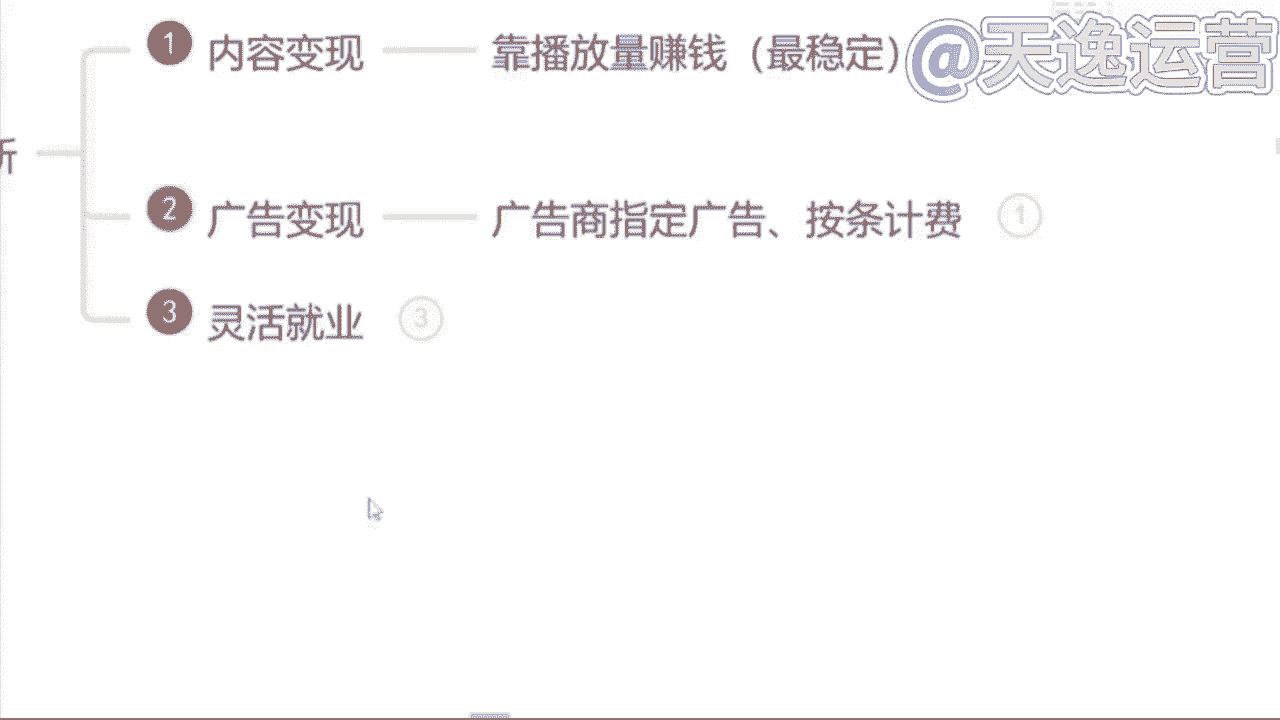 @天逸运营
1 内容变现 靠播放量赚钱（最稳定）
2 广告变现 广告商指定广告、按条计费 1
3 灵活就业 3